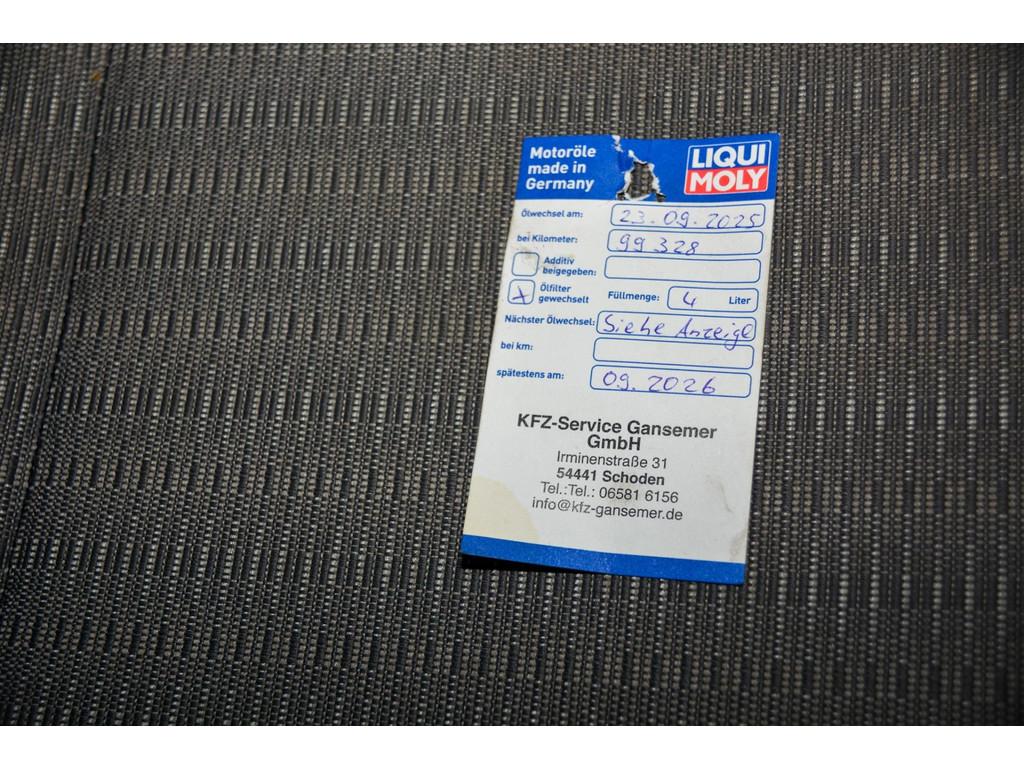 Motoröle
made in
Germany
LIQUI
MOLY
Ölwechsel am: 23.09.2025
bei Kilometer: 99328
Additiv
beigegeben:
Ölfilter
gewechselt
X
Füllmenge: 4 Liter
Nächster Ölwechsel: Siehe Anzeige
bei km:
spätestens am: 09.2026
KFZ-Service Gansemer
GmbH
Irminenstraße 31
54441 Schoden
Tel.:Tel.: 06581 6156
info@kfz-gansemer.de